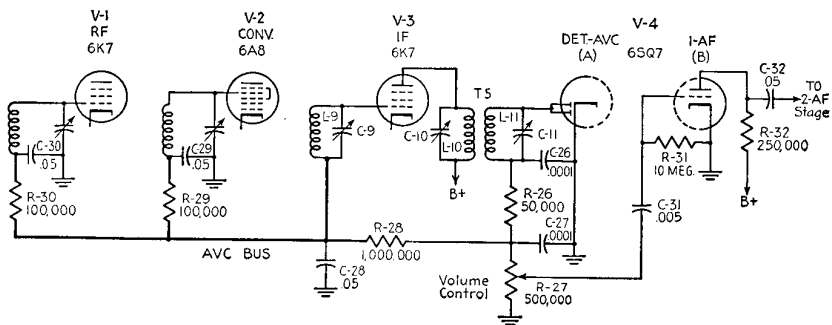 V-1
RF
6K7
V-2
CONV.
6A8
V-3
IF
6K7
V-4
DET.-AVC
(A)
6SQ7
1-AF
(B)
C-30
.05
R-30
100,000
C-29
.05
R-29
100,000
L-9
C-9
C-10
L-10
T5
L-11
C-11
C-26
.0001
B+
R-26
50,000
C-27
.0001
R-28
1,000,000
AVC BUS
C-28
.05
Volume
Control
R-27
500,000
C-31
.005
R-31
10 MEG.
C-32
.05
TO
2-AF
Stage
R-32
250,000
B+